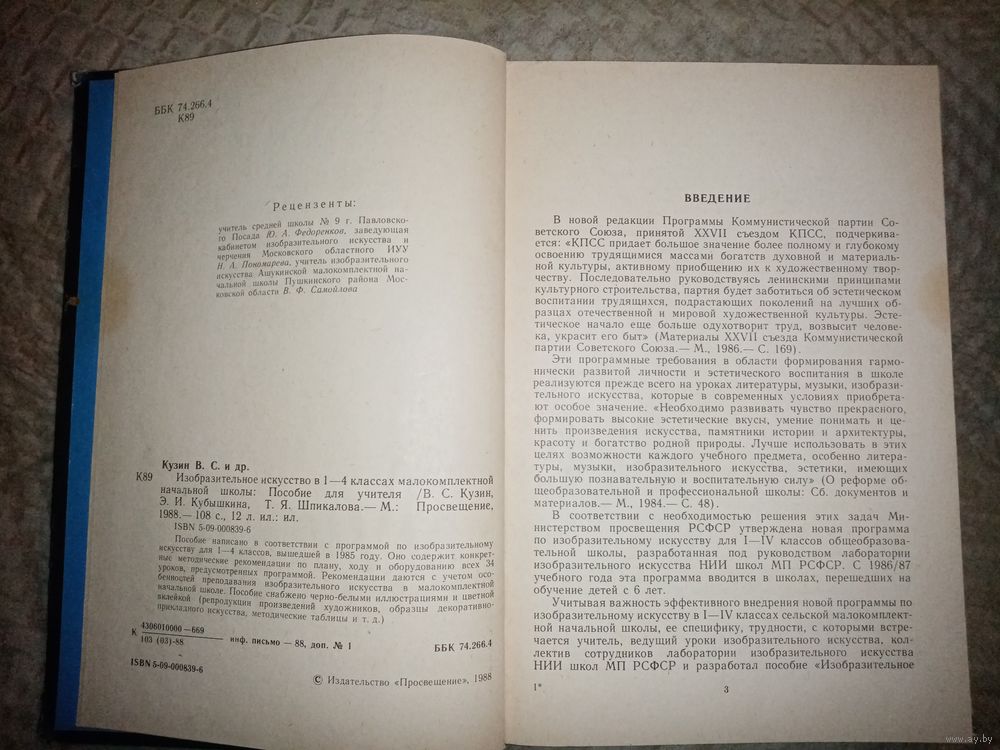 ББК 74.266.4
К89
Рецензенты:
учитель средней школы № 9 г. Павловско-
го Посада Ю. А. Федоренков, заведующая
кабинетом изобразительного искусства и
черчения Московского областного ИУУ
Н. А. Пономарева, учитель изобразительного
искусства Ашукинской малокомплектной на-
чальной школы Пушкинского района Мос-
ковской области В. Ф. Самойлова
Кузин В. С. и др.
К89 Изобразительное искусство в 1—4 классах малокомплектной
начальной школы: Пособие для учителя /В. С. Кузин,
Э. И. Кубышкина, Т. Я. Шпикалова.— М.: Просвещение,
1988.— 108 с., 12 л. ил.: ил.
ISBN 5-09-000839-6
Пособие написано в соответствии с программой по изобразительному
искусству для 1—4 классов, вышедшей в 1985 году. Оно содержит конкрет-
ные методические рекомендации по плану, ходу и оборудованию всех 34
уроков, предусмотренных программой. Рекомендации даются с учетом осо-
бенностей преподавания изобразительного искусства в малокомплектной
начальной школе. Пособие снабжено черно-белыми иллюстрациями и цветной
вклейкой (репродукции произведений художников, образцы декоративно-
прикладного искусства, методические таблицы и т. д.)
К 4306010000—669
103 (03)-88 инф. письмо — 88, доп. № 1 ББК 74.266.4
ISBN 5-09-000839-6
© Издательство «Просвещение», 1988
ВВЕДЕНИЕ
В новой редакции Программы Коммунистической партии Со-
ветского Союза, принятой XXVII съездом КПСС, подчеркива-
ется: «КПСС придает большое значение более полному и глубокому
освоению трудящимися массами богатств духовной и материаль-
ной культуры, активному приобщению их к художественному твор-
честву. Последовательно руководствуясь ленинскими принципами
культурного строительства, партия будет заботиться об эстетическом
воспитании трудящихся, подрастающих поколений на лучших об-
разцах отечественной и мировой художественной культуры. Эсте-
тическое начало еще больше одухотворит труд, возвысит челове-
ка, украсит его быт» (Материалы XXVII съезда Коммунистической
партии Советского Союза.— М., 1986.— С. 169).
Эти программные требования в области формирования гармо-
нически развитой личности и эстетического воспитания в школе
реализуются прежде всего на уроках литературы, музыки, изобрази-
тельного искусства, которые в современных условиях приобрета-
ют особое значение. «Необходимо развивать чувство прекрасного,
формировать высокие эстетические вкусы, умение понимать и це-
нить произведения искусства, памятники истории и архитектуры,
красоту и богатство родной природы. Лучше использовать в этих
целях возможности каждого учебного предмета, особенно литера-
туры, музыки, изобразительного искусства, эстетики, имеющих
большую познавательную и воспитательную силу» (О реформе
общеобразовательной и профессиональной школы: Сб. документов и
материалов.— М., 1984.— С. 48).
В соответствии с необходимостью решения этих задач Ми-
нистерством просвещения РСФСР утверждена новая программа
по изобразительному искусству для I—IV классов общеобразова-
тельной школы, разработанная под руководством лаборатории
изобразительного искусства НИИ школ МП РСФСР. С 1986/87
учебного года эта программа вводится в школах, перешедших на
обучение детей с 6 лет.
Учитывая важность эффективного внедрения новой программы по
изобразительному искусству в I—IV классах сельской малокомплект-
ной начальной школы, ее специфику, трудности, с которыми встре-
чается учитель, ведущий уроки изобразительного искусства, кол-
лектив сотрудников лаборатории изобразительного искусства
НИИ школ МП РСФСР и разработал пособие «Изобразительное
1* 3
www.ay.by